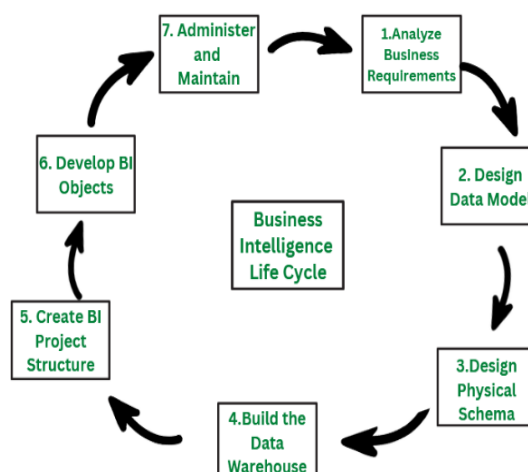 1.Analyze
Business
Requirements
2. Design
Data Model
3.Design
Physical
Schema
4.Build the
Data
Warehouse
5. Create BI
Project
Structure
6. Develop BI
Objects
7. Administer
and
Maintain
Business
Intelligence
Life Cycle